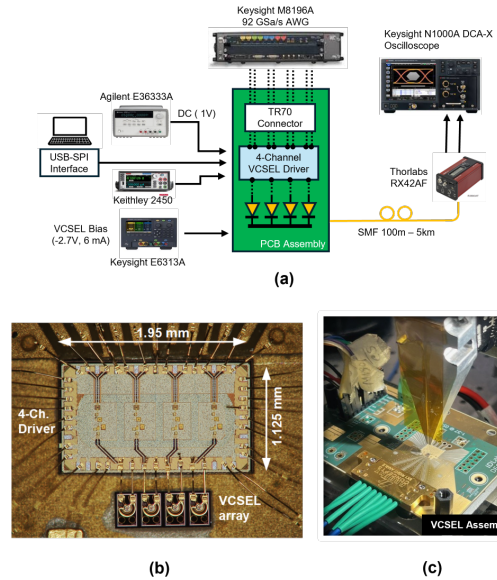 Keysight M8196A
92 GSa/s AWG
Keysight N1000A DCA-X
Oscilloscope
Agilent E36333A
DC ( 1V)
TR70
Connector
USB-SPI
Interface
4-Channel
VCSEL Driver
Thorlabs
RX42AF
Keithley 2450
VCSEL Bias
(-2.7V, 6 mA)
Keysight E6313A
PCB Assembly
SMF 100m – 5km
(a)
1.95 mm
4-Ch.
Driver
1.125 mm
VCSEL
array
VCSEL Assem
(b)
(c)